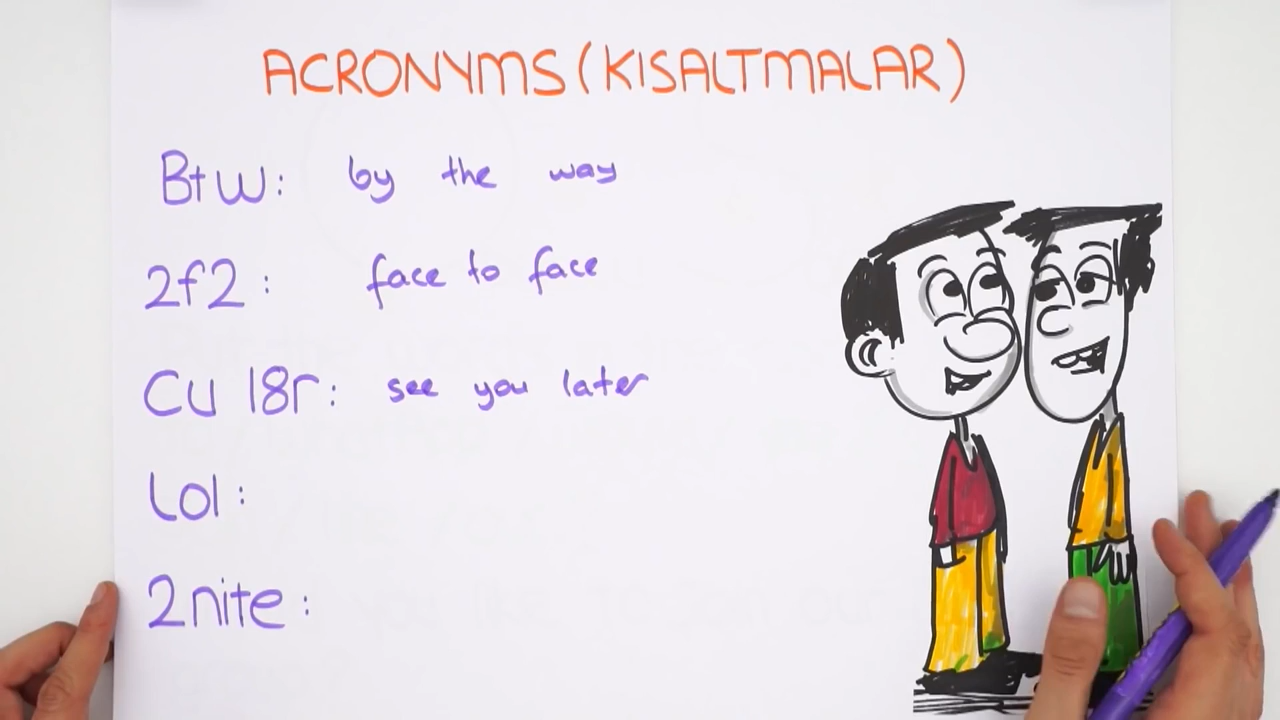 ACRONYMS (KISALTMALAR)
Btw: by the way
2f2: face to face
Cu l8r: see you later
Lol:
2nite: